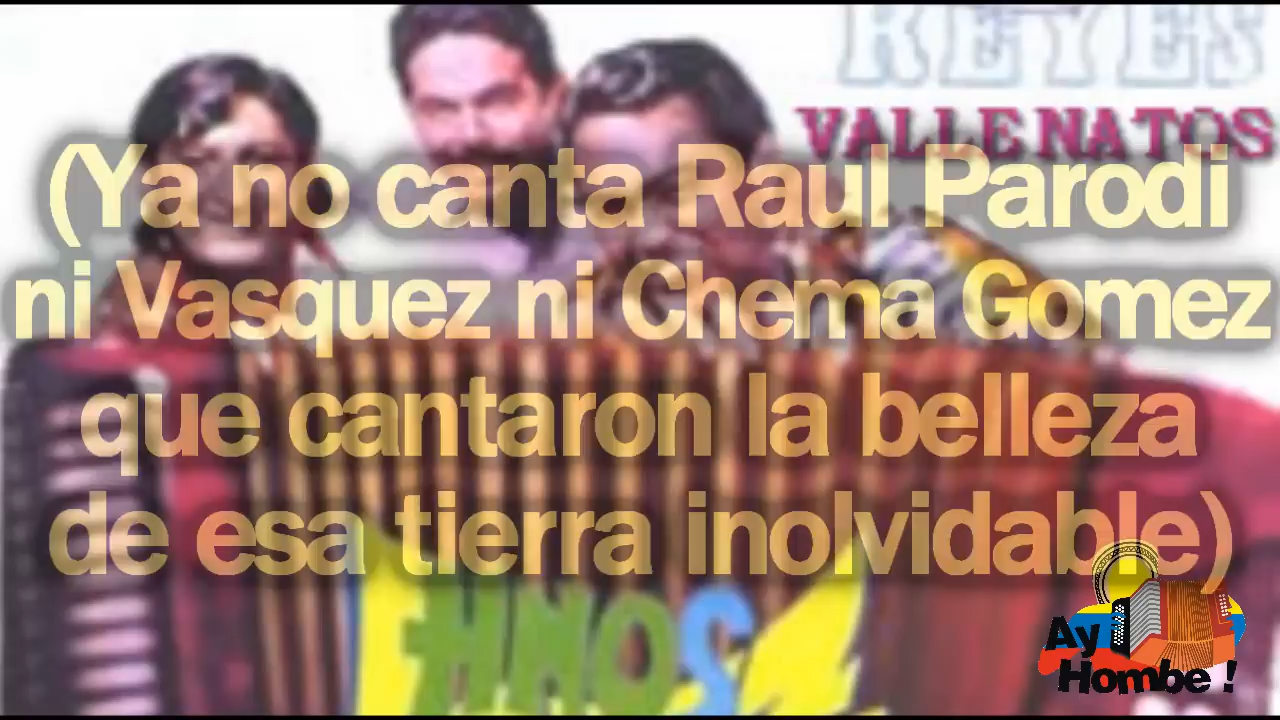 REYES
VALLENATOS
(Ya no canta Raul Parodi
ni Vasquez ni Chema Gomez
que cantaron la belleza
de esa tierra inolvidable)
HNOS
Ay
Hombe !